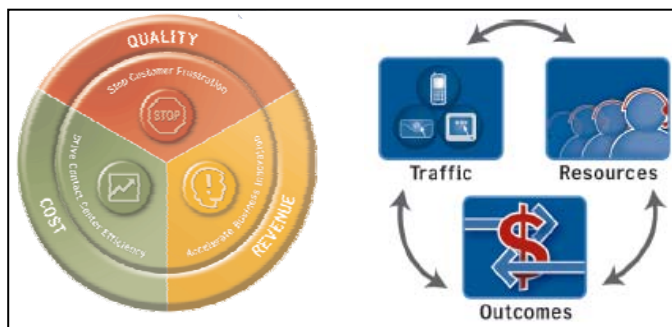 QUALITY
Stop Customer Frustration
STOP
COST
Drive Contact Center Efficiency
REVENUE
Accelerate Business Innovation
Traffic
Resources
$
Outcomes